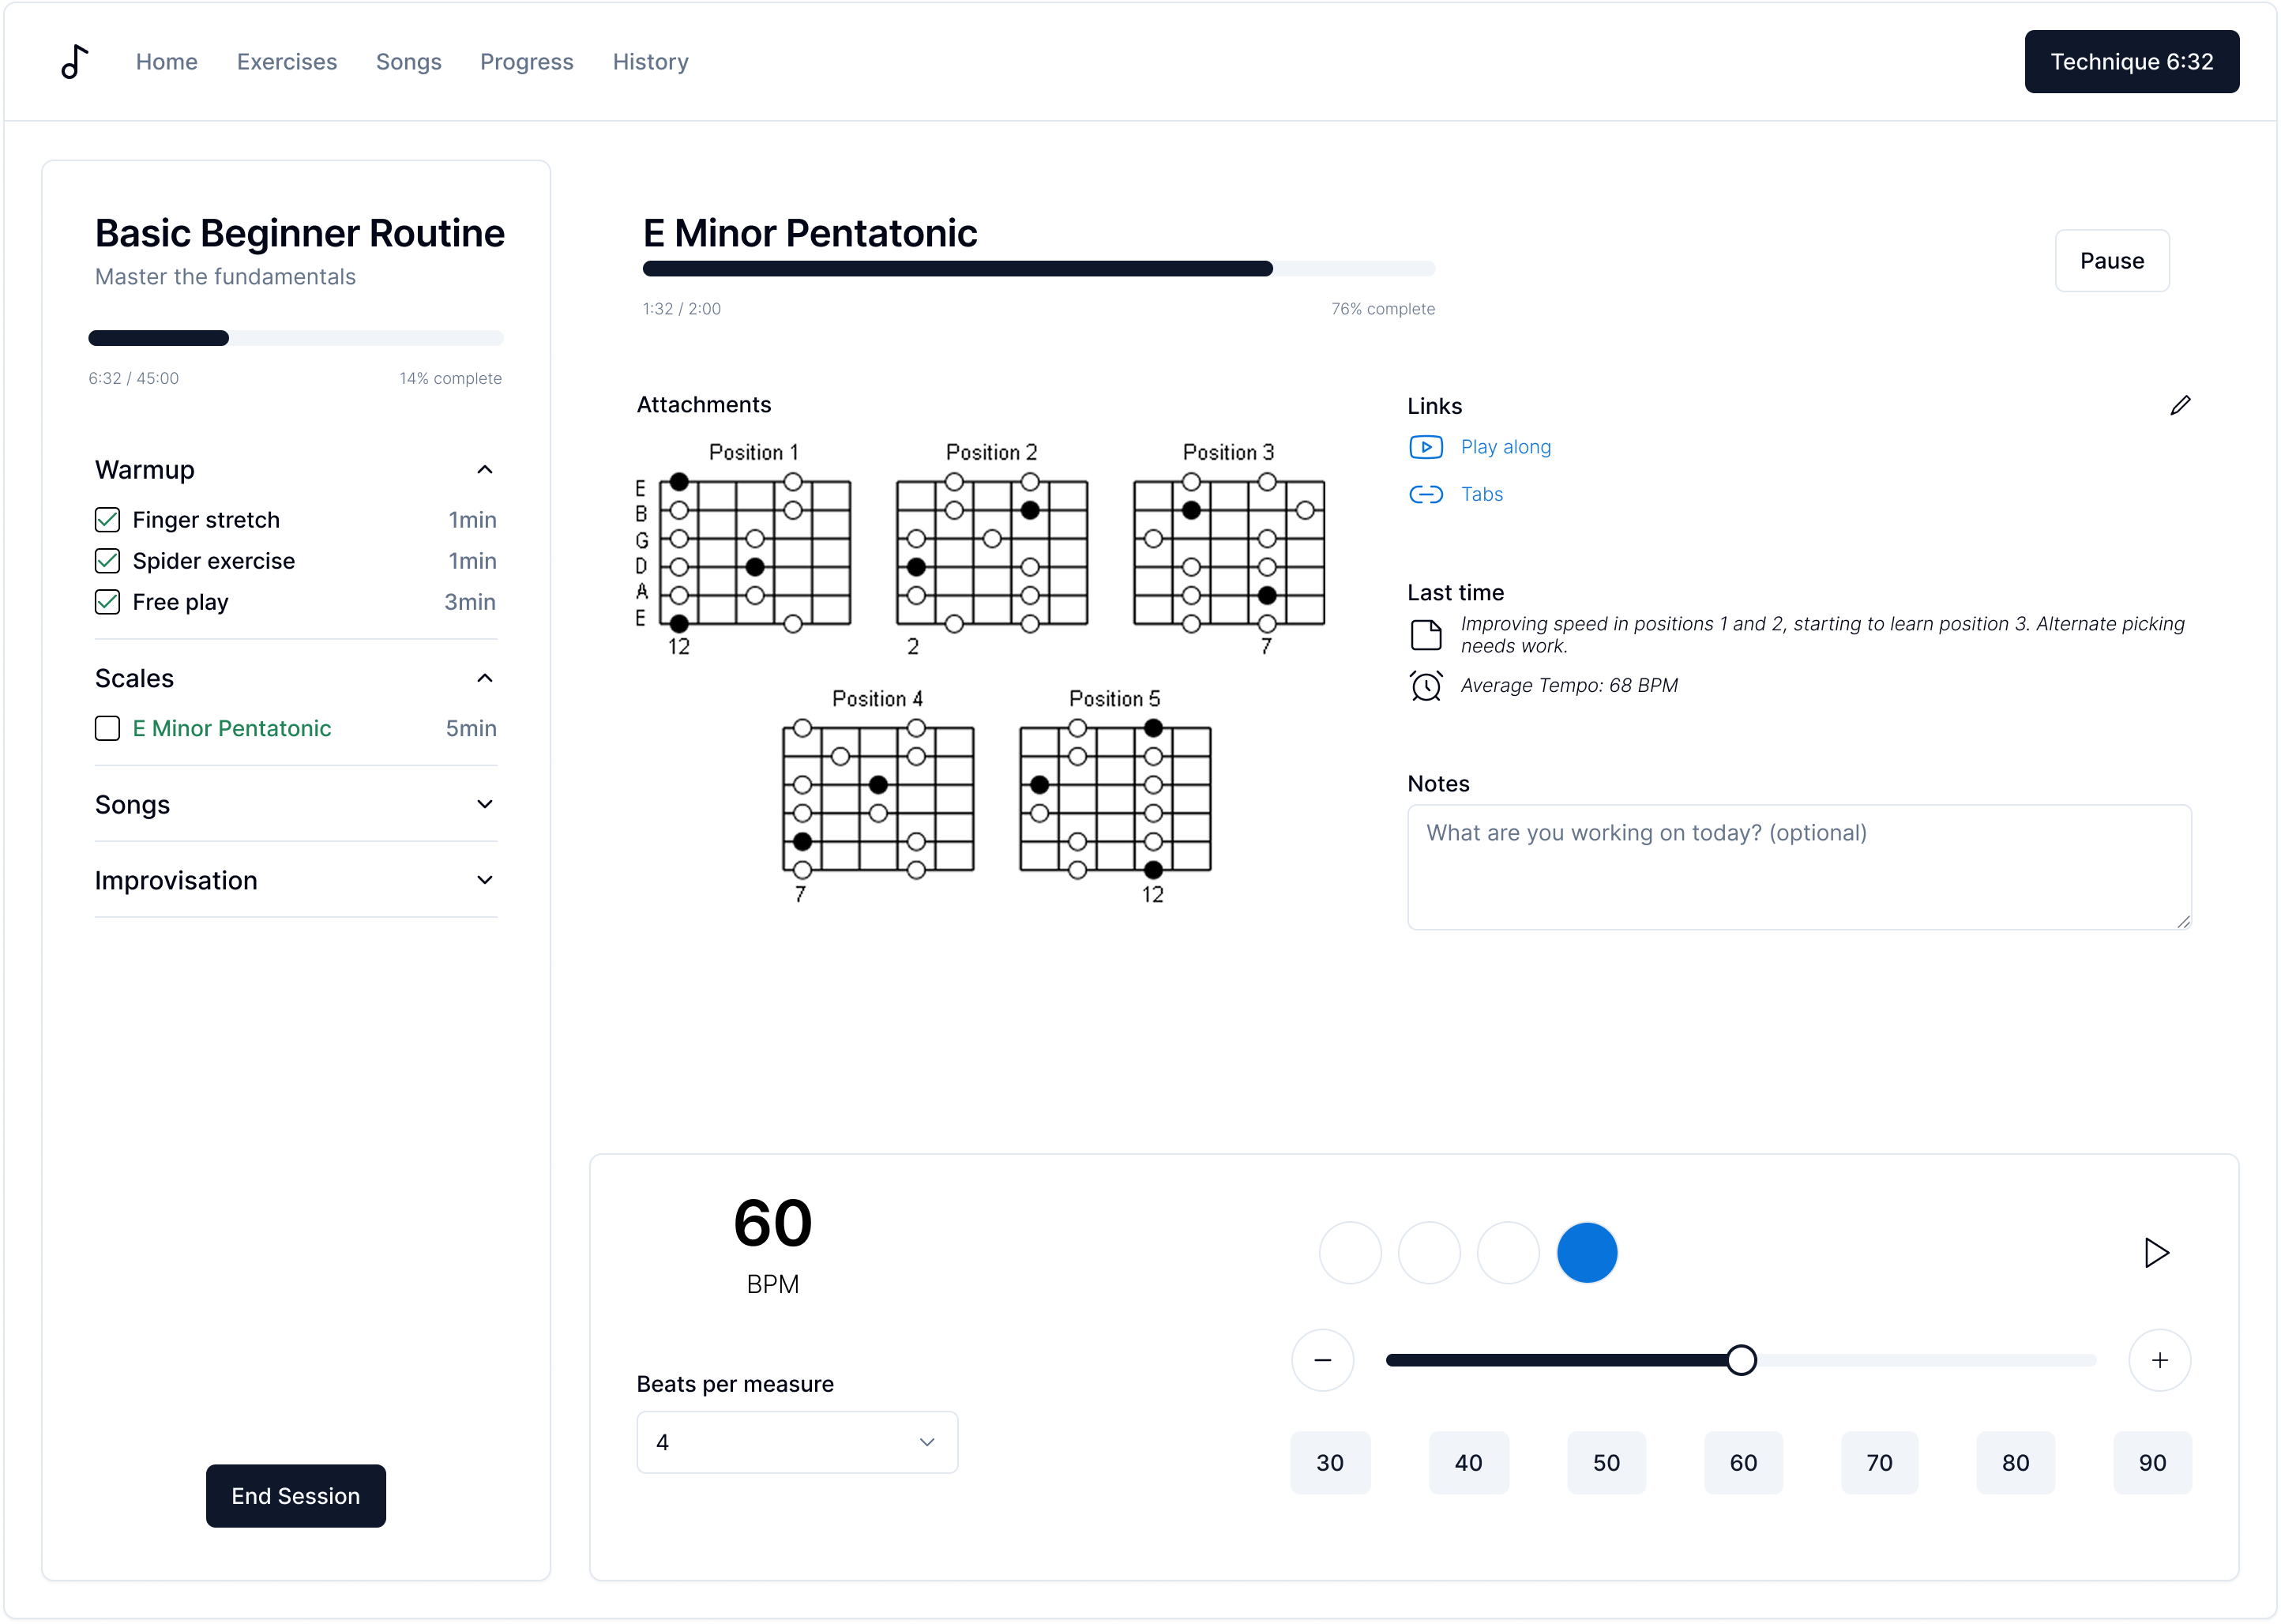 Home Exercises Songs Progress History
Technique 6:32
Basic Beginner Routine
Master the fundamentals
6:32 / 45:00 14% complete
Warmup
Finger stretch 1min
Spider exercise 1min
Free play 3min
Scales
E Minor Pentatonic 5min
Songs
Improvisation
End Session
E Minor Pentatonic
1:32 / 2:00 76% complete
Pause
Attachments
Position 1 Position 2 Position 3
E
B
G
D
A
E
12 2 7
Position 4 Position 5
7 12
Links
Play along
Tabs
Last time
Improving speed in positions 1 and 2, starting to learn position 3. Alternate picking
needs work.
Average Tempo: 68 BPM
Notes
What are you working on today? (optional)
60
BPM
Beats per measure
4
30 40 50 60 70 80 90